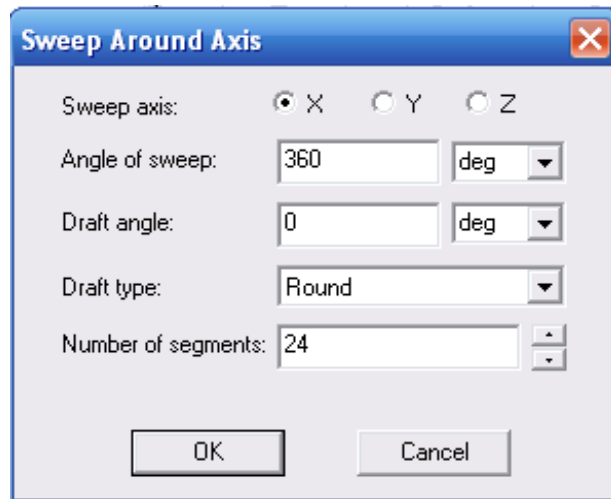 Sweep Around Axis
Sweep axis: X Y Z
Angle of sweep: 360 deg
Draft angle: 0 deg
Draft type: Round
Number of segments: 24
OK Cancel